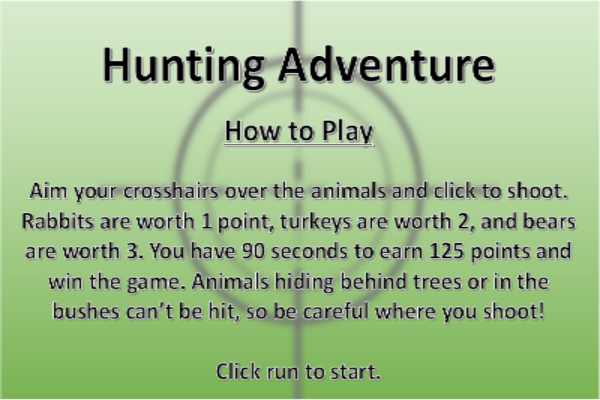 Hunting Adventure
How to Play
Aim your crosshairs over the animals and click to shoot.
Rabbits are worth 1 point, turkeys are worth 2, and bears
are worth 3. You have 90 seconds to earn 125 points and
win the game. Animals hiding behind trees or in the
bushes can't be hit, so be careful where you shoot!
Click run to start.